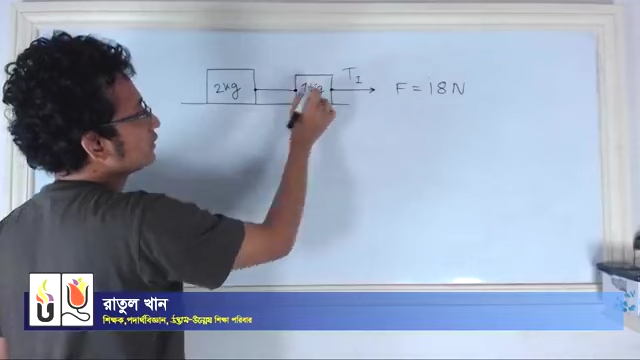 2kg
T1
F = 18 N
রাতুল খান
শিক্ষক,পদার্থবিজ্ঞান, উদ্ভাস-উন্মেষ শিক্ষা পরিবার